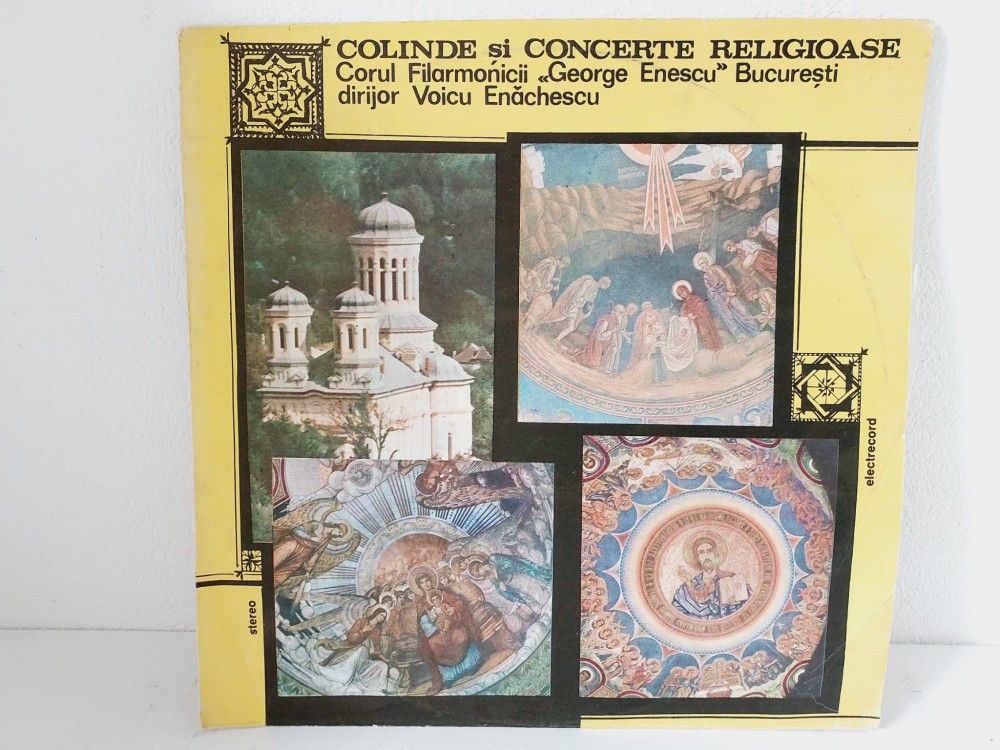 COLINDE și CONCERTE RELIGIOASE
Corul Filarmonicii «George Enescu» București
dirijor Voicu Enăchescu
electrecord
stereo